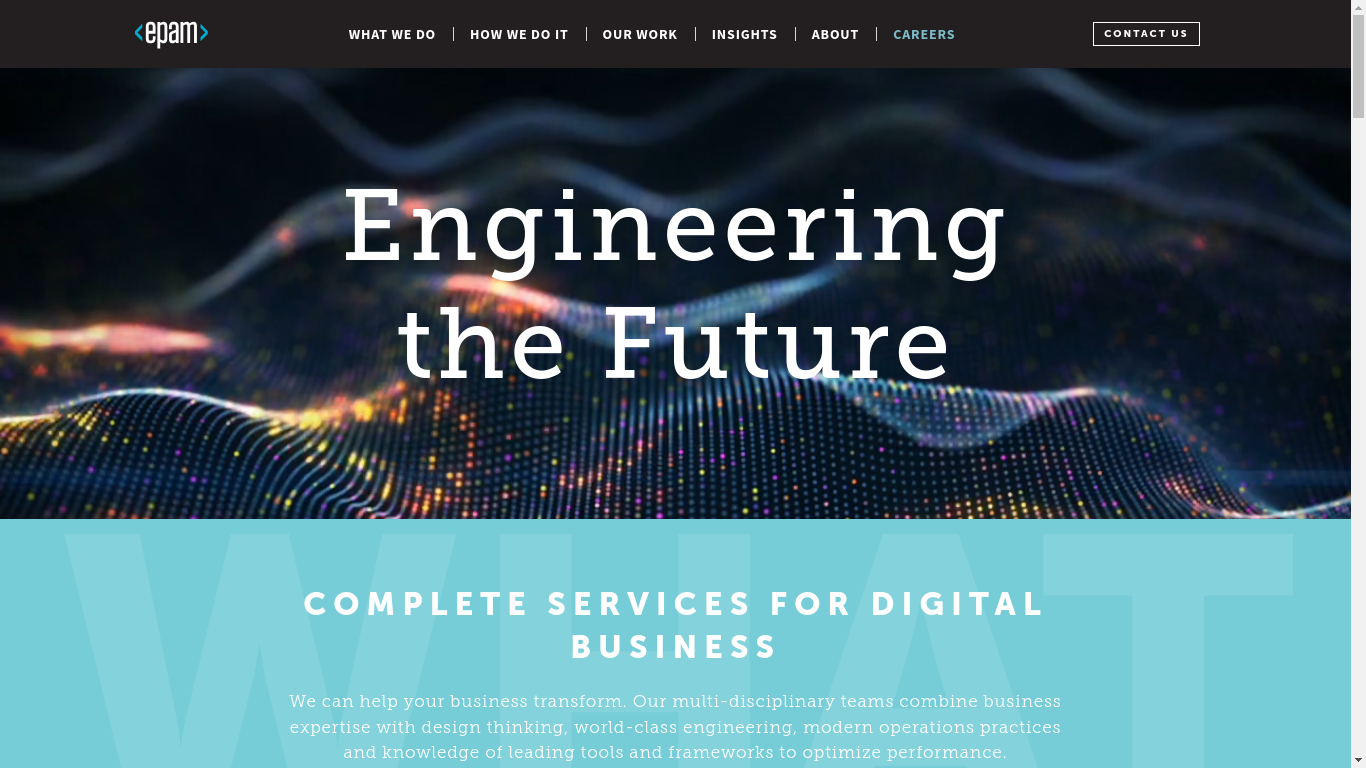 <epam>
WHAT WE DO
HOW WE DO IT
OUR WORK
INSIGHTS
ABOUT
CAREERS
CONTACT US
Engineering
the Future
WHAT
COMPLETE SERVICES FOR DIGITAL
BUSINESS
We can help your business transform. Our multi-disciplinary teams combine business
expertise with design thinking, world-class engineering, modern operations practices
and knowledge of leading tools and frameworks to optimize performance.